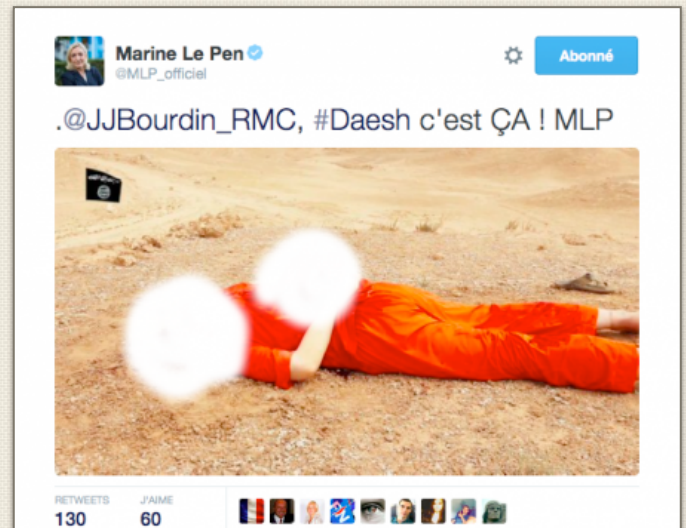 Marine Le Pen
@MLP_officiel
Abonné
.@JJBourdin_RMC, #Daesh c'est ÇA ! MLP
RETWEETS
J'AIME
130
60